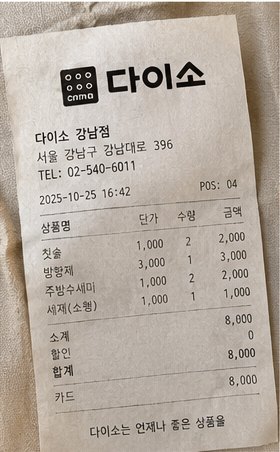 cnma 다이소
다이소 강남점
서울 강남구 강남대로 396
TEL: 02-540-6011
2025-10-25 16:42 POS: 04
상품명 단가 수량 금액
칫솔 1,000 2 2,000
방향제 3,000 1 3,000
주방수세미 1,000 2 2,000
세제(소형) 1,000 1 1,000
소계 8,000
할인 0
합계 8,000
카드 8,000
다이소는 언제나 좋은 상품을